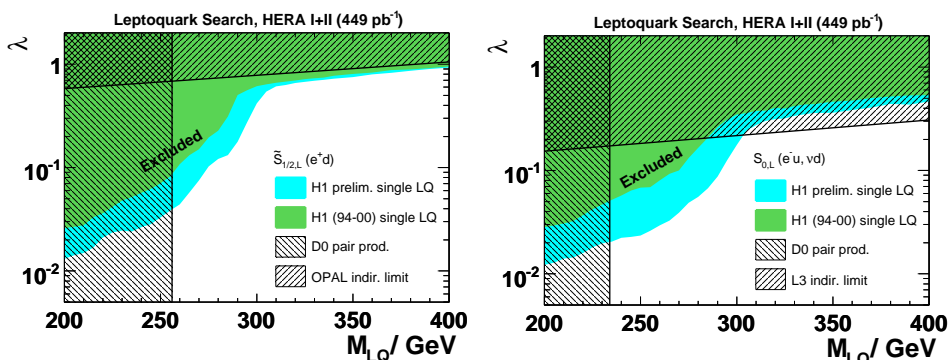 Leptoquark Search, HERA I+II (449 pb⁻¹)
λ
1
10⁻¹
10⁻²
Excluded
S̃1/2,L (e⁺d)
H1 prelim. single LQ
H1 (94-00) single LQ
D0 pair prod.
OPAL indir. limit
200 250 300 350 400
M_LQ/ GeV
Leptoquark Search, HERA I+II (449 pb⁻¹)
λ
1
10⁻¹
10⁻²
Excluded
S0,L (e⁻u, νd)
H1 prelim. single LQ
H1 (94-00) single LQ
D0 pair prod.
L3 indir. limit
200 250 300 350 400
M_LQ/ GeV